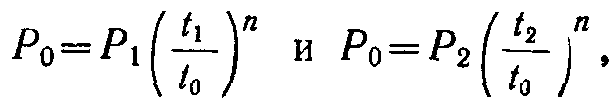 P₀=P₁(t₁/t₀)ⁿ и P₀=P₂(t₂/t₀)ⁿ,